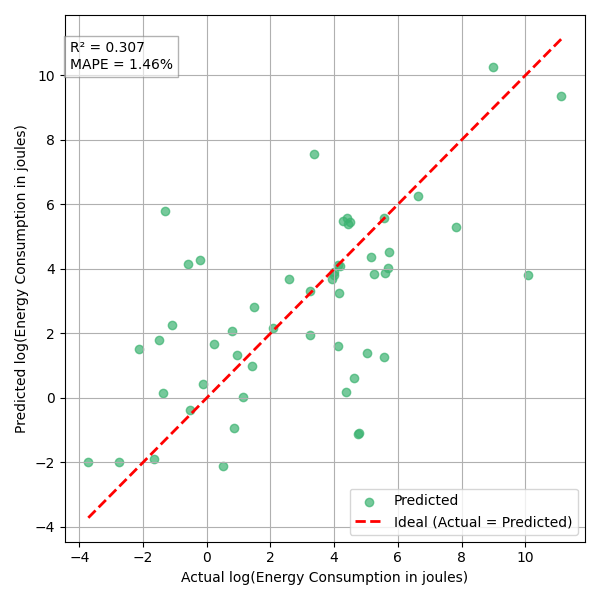 R² = 0.307
MAPE = 1.46%
Predicted log(Energy Consumption in joules)
10
8
6
4
2
0
−2
−4
Predicted
Ideal (Actual = Predicted)
−4 −2 0 2 4 6 8 10
Actual log(Energy Consumption in joules)